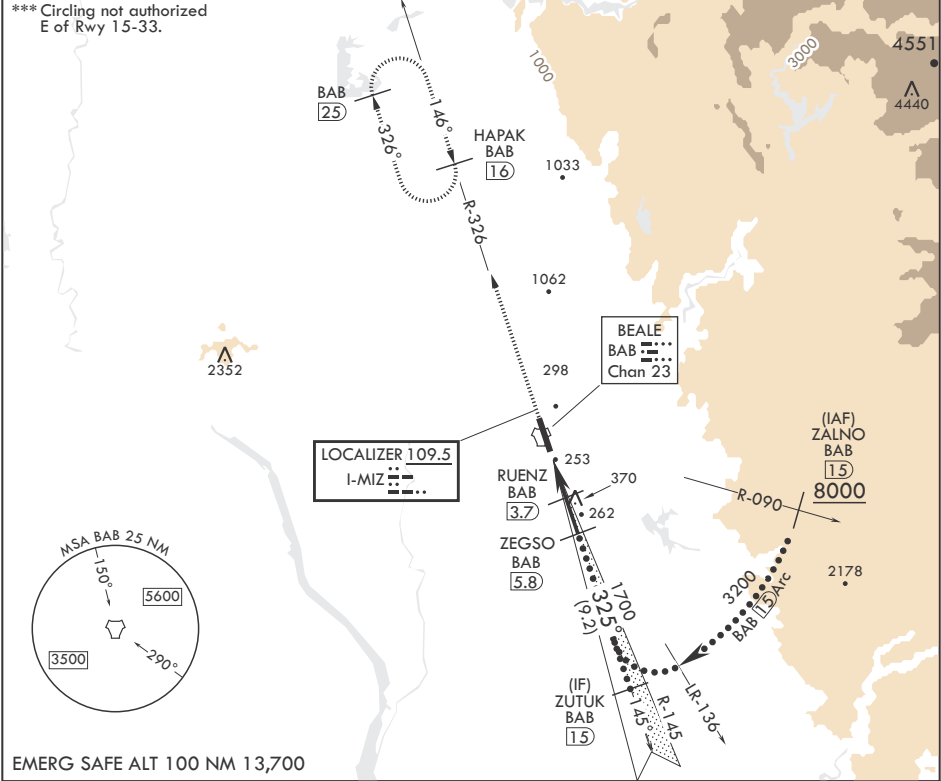 *** Circling not authorized
E of Rwy 15-33.
1000
3000
4551
4440
BAB
25
146°
326°
HAPAK
BAB
16
1033
R-326
1062
2352
BEALE
BAB
Chan 23
298
(IAF)
ZALNO
BAB
15
8000
LOCALIZER 109.5
I-MIZ
253
RUENZ
BAB
3.7
370
262
R-090
ZEGSO
BAB
5.8
MSA BAB 25 NM
150°
5600
3500
290°
1700
325°
(9.2)
3200
BAB 15 Arc
2178
(IF)
ZUTUK
BAB
15
145°
R-145
LR-136
EMERG SAFE ALT 100 NM 13,700